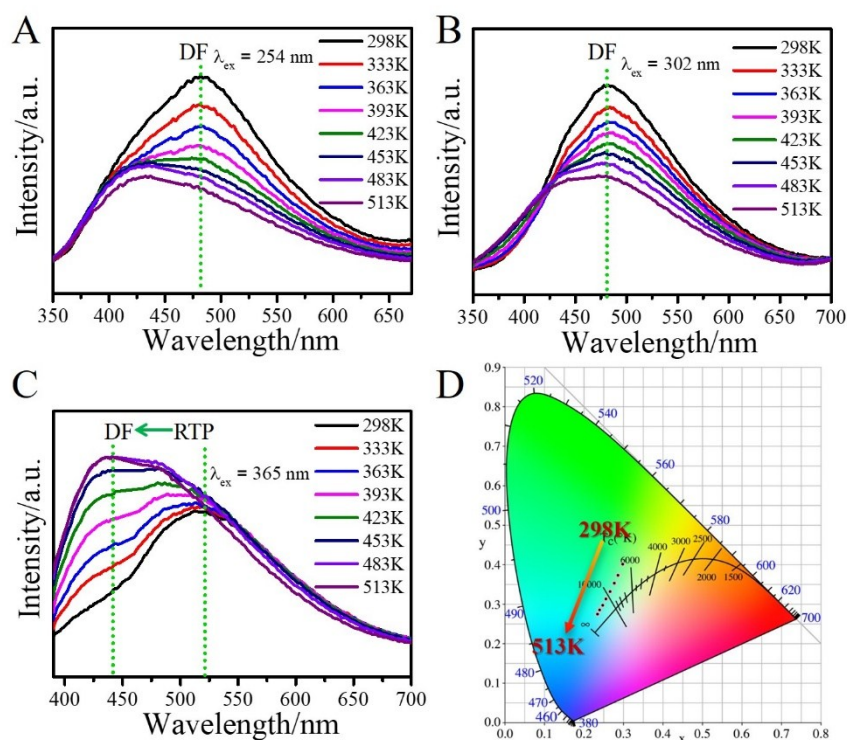 A
DF λex = 254 nm
298K
333K
363K
393K
423K
453K
483K
513K
Intensity/a.u.
350 400 450 500 550 600 650
Wavelength/nm
B
DF
λex = 302 nm
298K
333K
363K
393K
423K
453K
483K
513K
Intensity/a.u.
350 400 450 500 550 600 650 700
Wavelength/nm
C
DF RTP
λex = 365 nm
298K
333K
363K
393K
423K
453K
483K
513K
Intensity/a.u.
400 450 500 550 600 650 700
Wavelength/nm
D
0.9
0.8
0.7
0.6
0.5
y
0.4
0.3
0.2
0.1
0.0
520
540
560
500
580
298K
4000 3000 2500
6000
600
10000
2000 1500
620
490
∞
700
513K
480
470
460
380
0.0 0.1 0.2 0.3 0.4 0.5 0.6 0.7 0.8
x